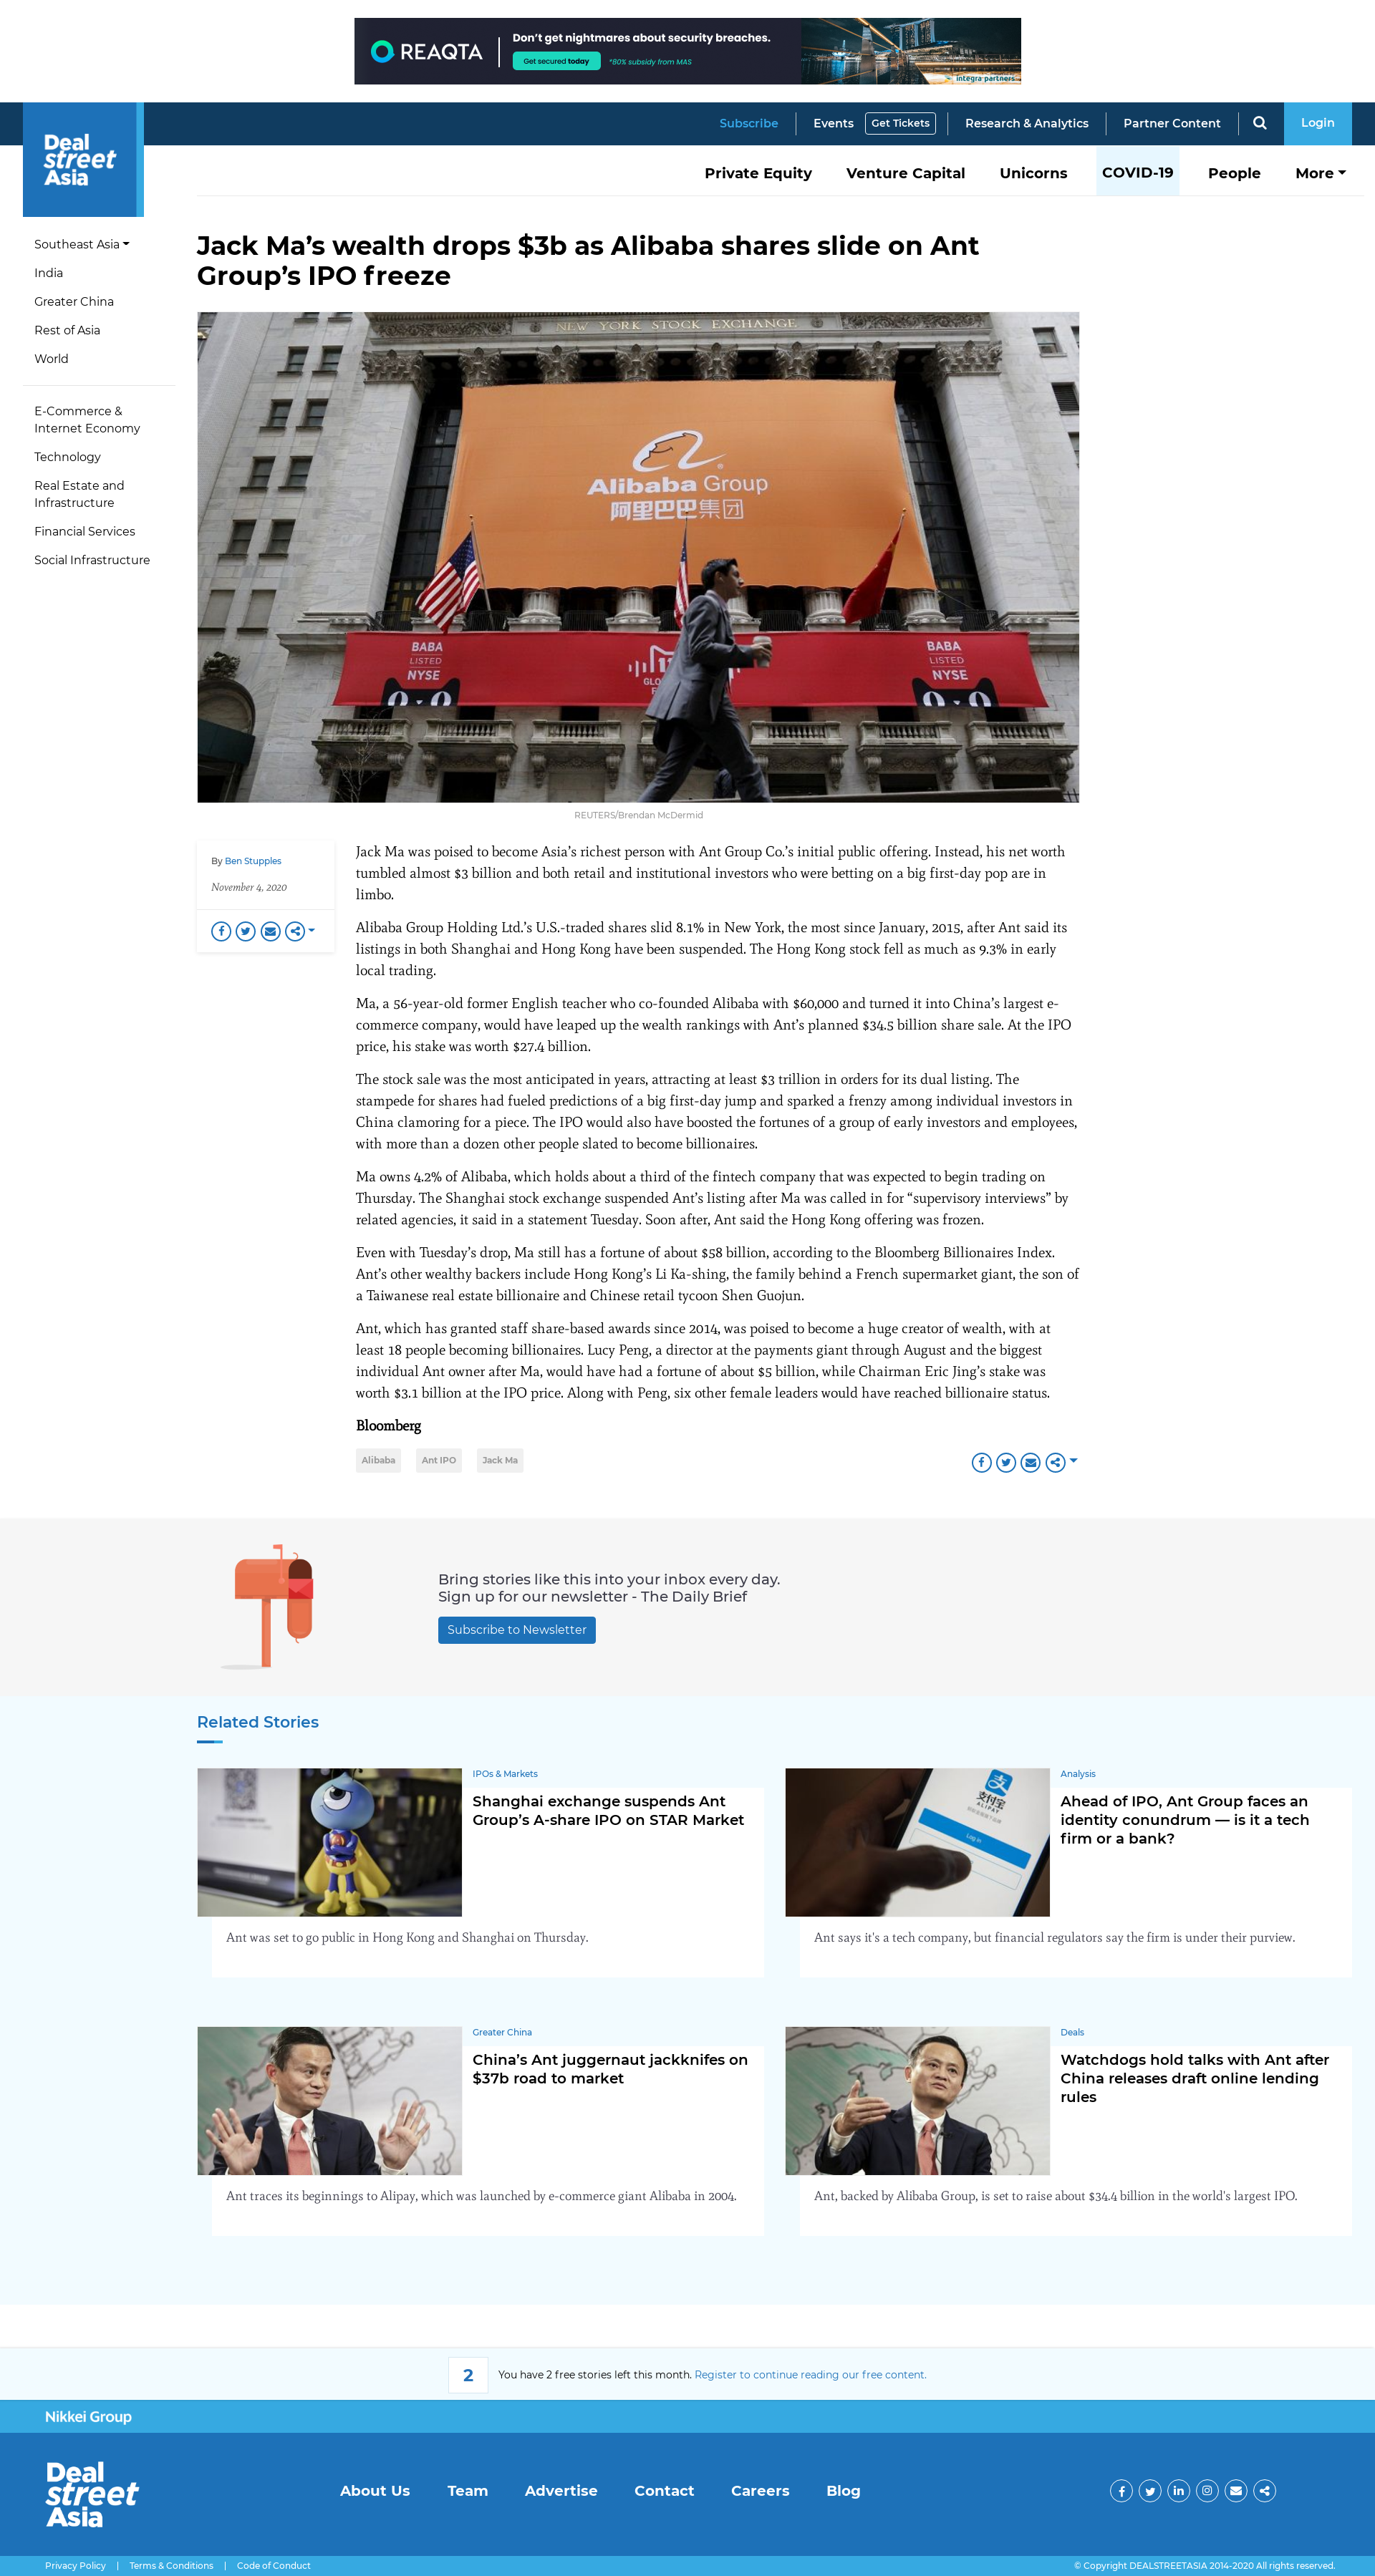 REAQTA
Don't get nightmares about security breaches.
Get secured today
*80% subsidy from MAS
integra partners
Deal
street
Asia
Subscribe
Events
Get Tickets
Research & Analytics
Partner Content
Login
Private Equity
Venture Capital
Unicorns
COVID-19
People
More
Southeast Asia
India
Greater China
Rest of Asia
World
E-Commerce &
Internet Economy
Technology
Real Estate and
Infrastructure
Financial Services
Social Infrastructure
Jack Ma’s wealth drops $3b as Alibaba shares slide on Ant
Group’s IPO freeze
NEW YORK STOCK EXCHANGE
Alibaba Group
阿里巴巴集团
BABA
LISTED
NYSE
BABA
LISTED
NYSE
REUTERS/Brendan McDermid
By Ben Stupples
November 4, 2020
Jack Ma was poised to become Asia’s richest person with Ant Group Co.’s initial public offering. Instead, his net worth
tumbled almost $3 billion and both retail and institutional investors who were betting on a big first-day pop are in
limbo.
Alibaba Group Holding Ltd.’s U.S.-traded shares slid 8.1% in New York, the most since January, 2015, after Ant said its
listings in both Shanghai and Hong Kong have been suspended. The Hong Kong stock fell as much as 9.3% in early
local trading.
Ma, a 56-year-old former English teacher who co-founded Alibaba with $60,000 and turned it into China’s largest e-
commerce company, would have leaped up the wealth rankings with Ant’s planned $34.5 billion share sale. At the IPO
price, his stake was worth $27.4 billion.
The stock sale was the most anticipated in years, attracting at least $3 trillion in orders for its dual listing. The
stampede for shares had fueled predictions of a big first-day jump and sparked a frenzy among individual investors in
China clamoring for a piece. The IPO would also have boosted the fortunes of a group of early investors and employees,
with more than a dozen other people slated to become billionaires.
Ma owns 4.2% of Alibaba, which holds about a third of the fintech company that was expected to begin trading on
Thursday. The Shanghai stock exchange suspended Ant’s listing after Ma was called in for “supervisory interviews” by
related agencies, it said in a statement Tuesday. Soon after, Ant said the Hong Kong offering was frozen.
Even with Tuesday’s drop, Ma still has a fortune of about $58 billion, according to the Bloomberg Billionaires Index.
Ant’s other wealthy backers include Hong Kong’s Li Ka-shing, the family behind a French supermarket giant, the son of
a Taiwanese real estate billionaire and Chinese retail tycoon Shen Guojun.
Ant, which has granted staff share-based awards since 2014, was poised to become a huge creator of wealth, with at
least 18 people becoming billionaires. Lucy Peng, a director at the payments giant through August and the biggest
individual Ant owner after Ma, would have had a fortune of about $5 billion, while Chairman Eric Jing’s stake was
worth $3.1 billion at the IPO price. Along with Peng, six other female leaders would have reached billionaire status.
Bloomberg
Alibaba
Ant IPO
Jack Ma
Bring stories like this into your inbox every day.
Sign up for our newsletter - The Daily Brief
Subscribe to Newsletter
Related Stories
IPOs & Markets
Shanghai exchange suspends Ant
Group’s A-share IPO on STAR Market
Ant was set to go public in Hong Kong and Shanghai on Thursday.
支付宝
ALIPAY
Log In
Analysis
Ahead of IPO, Ant Group faces an
identity conundrum — is it a tech
firm or a bank?
Ant says it's a tech company, but financial regulators say the firm is under their purview.
Greater China
China’s Ant juggernaut jackknifes on
$37b road to market
Ant traces its beginnings to Alipay, which was launched by e-commerce giant Alibaba in 2004.
Deals
Watchdogs hold talks with Ant after
China releases draft online lending
rules
Ant, backed by Alibaba Group, is set to raise about $34.4 billion in the world's largest IPO.
2
You have 2 free stories left this month. Register to continue reading our free content.
Nikkei Group
Deal
street
Asia
About Us
Team
Advertise
Contact
Careers
Blog
Privacy Policy | Terms & Conditions | Code of Conduct
© Copyright DEALSTREETASIA 2014-2020 All rights reserved.